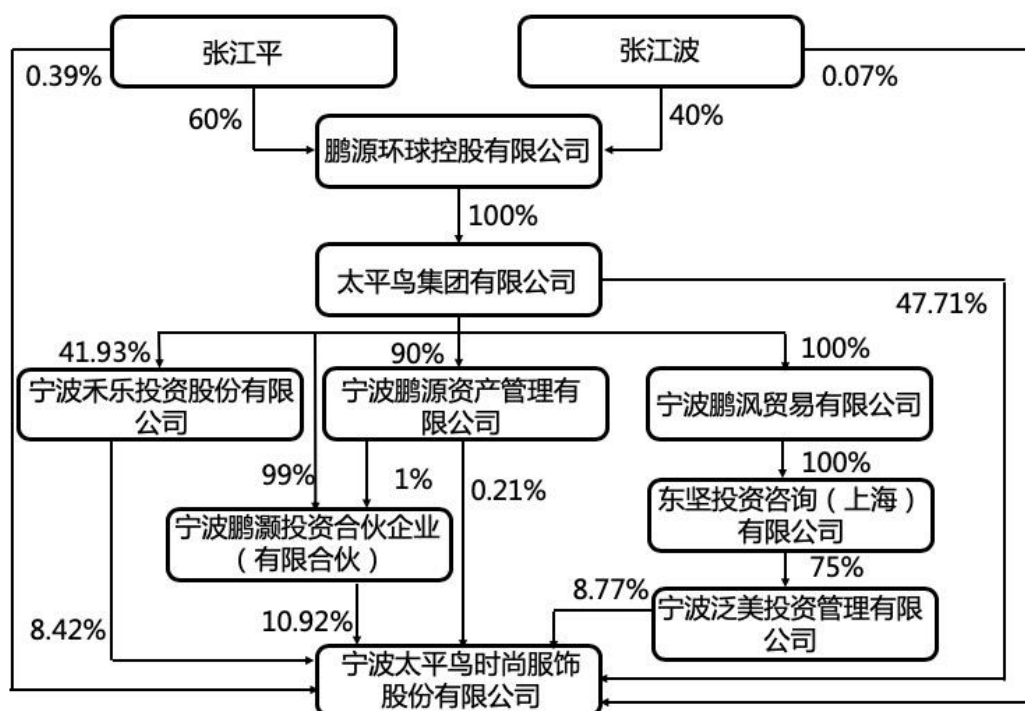 张江平
张江波
0.39%
0.07%
60%
40%
鹏源环球控股有限公司
100%
太平鸟集团有限公司
47.71%
41.93%
90%
100%
宁波禾乐投资股份有限
公司
宁波鹏源资产管理有
限公司
宁波鹏沨贸易有限公司
99%
1%
0.21%
100%
宁波鹏灏投资合伙企业
（有限合伙）
东坚投资咨询（上海）
有限公司
75%
8.42%
10.92%
8.77%
宁波泛美投资管理有限
公司
宁波太平鸟时尚服饰
股份有限公司